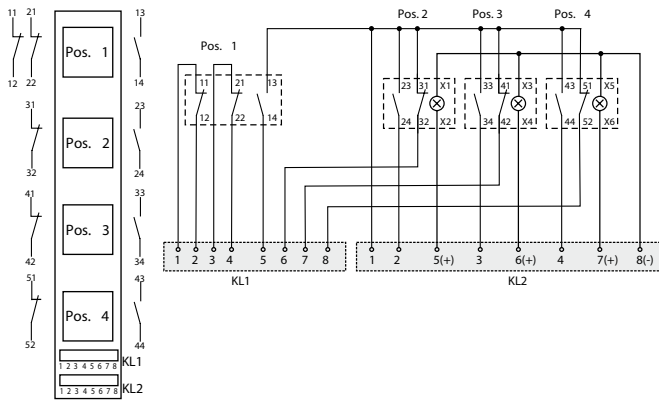 11 21 13
Pos. 1
12 22 14
31 23
Pos. 2
32 24
41 33
Pos. 3
42 34
51 43
Pos. 4
52 44
1 2 3 4 5 6 7 8 KL1
1 2 3 4 5 6 7 8 KL2
Pos. 2 Pos. 3 Pos. 4
Pos. 1
11 21 13 23 31 X1 33 41 X3 43 51 X5
12 22 14 24 32 X2 34 42 X4 44 52 X6
1 2 3 4 5 6 7 8 1 2 5(+) 3 6(+) 4 7(+) 8(-)
KL1 KL2